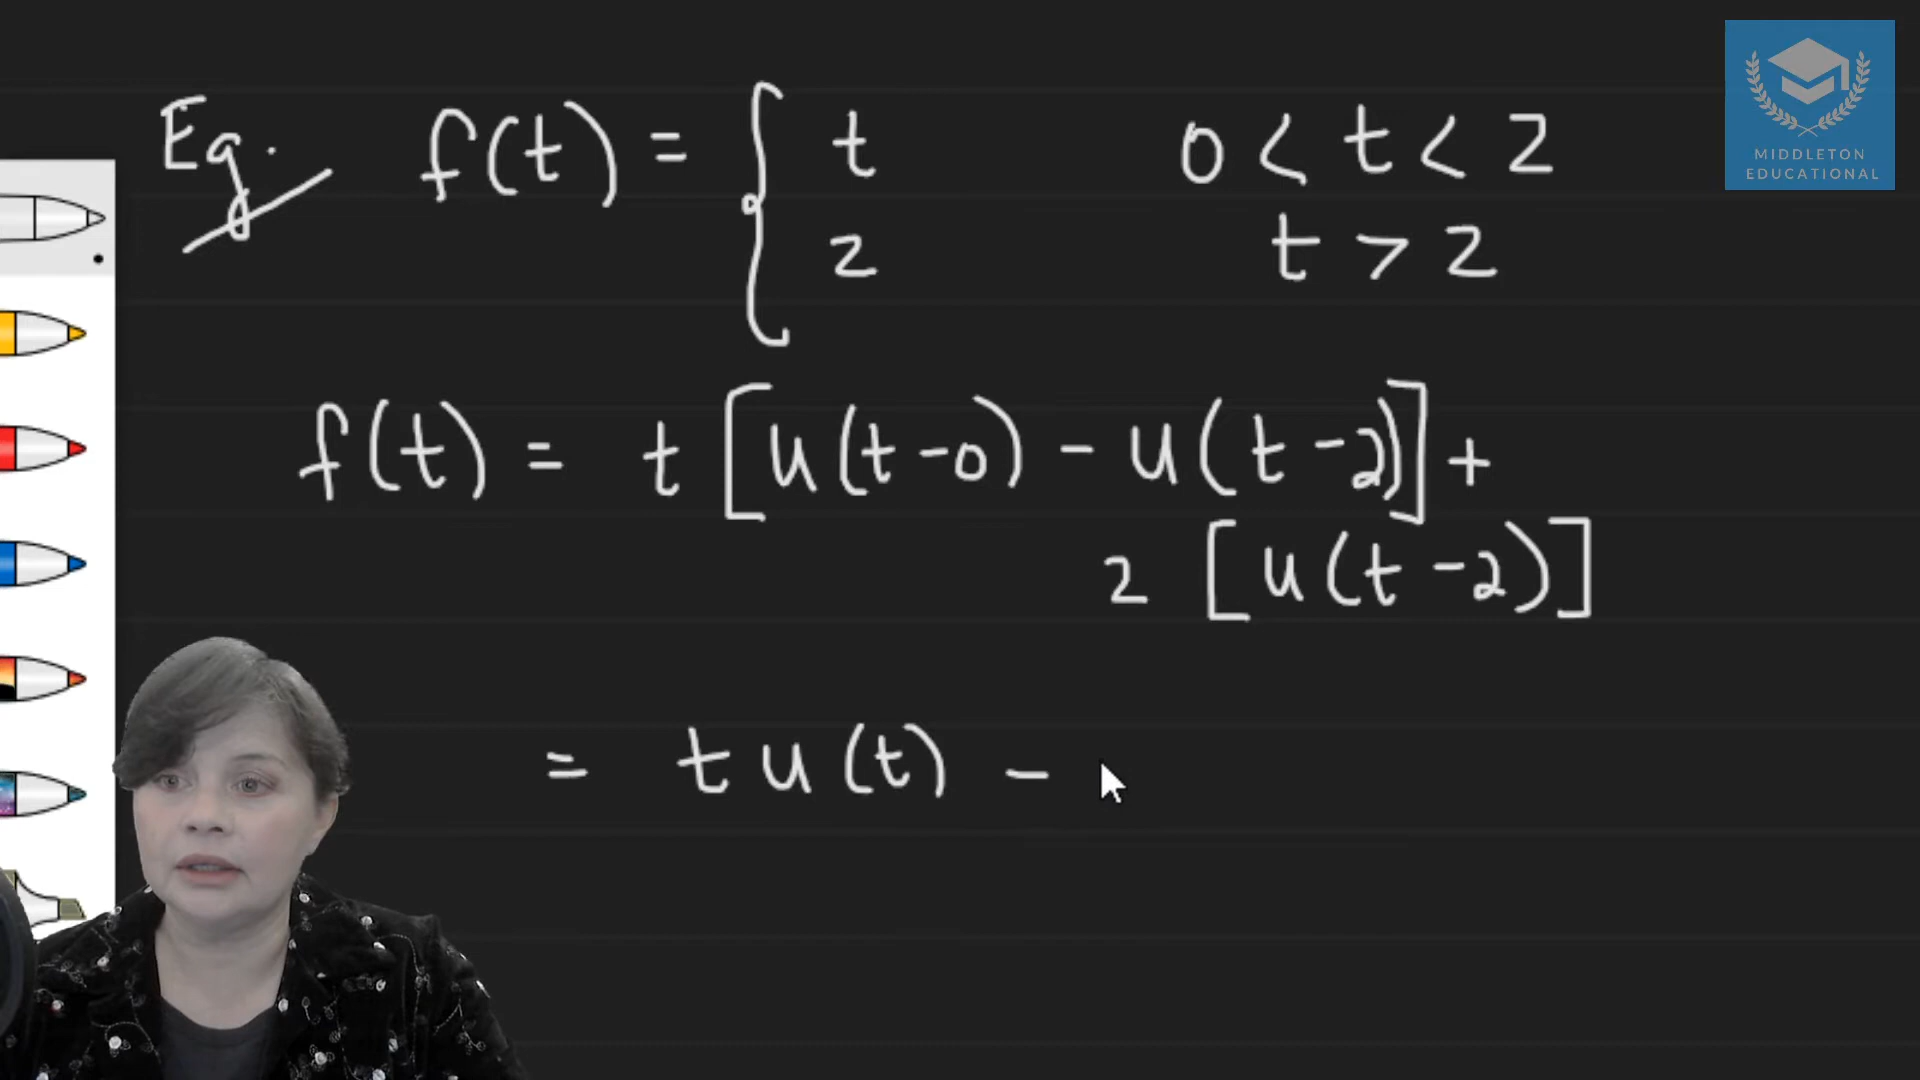 MIDDLETON
EDUCATIONAL
Eg. f(t) = { t 0 < t < 2
2 t > 2
f(t) = t [u(t-0) - u(t-2)] +
2 [u(t-2)]
= t u(t) -